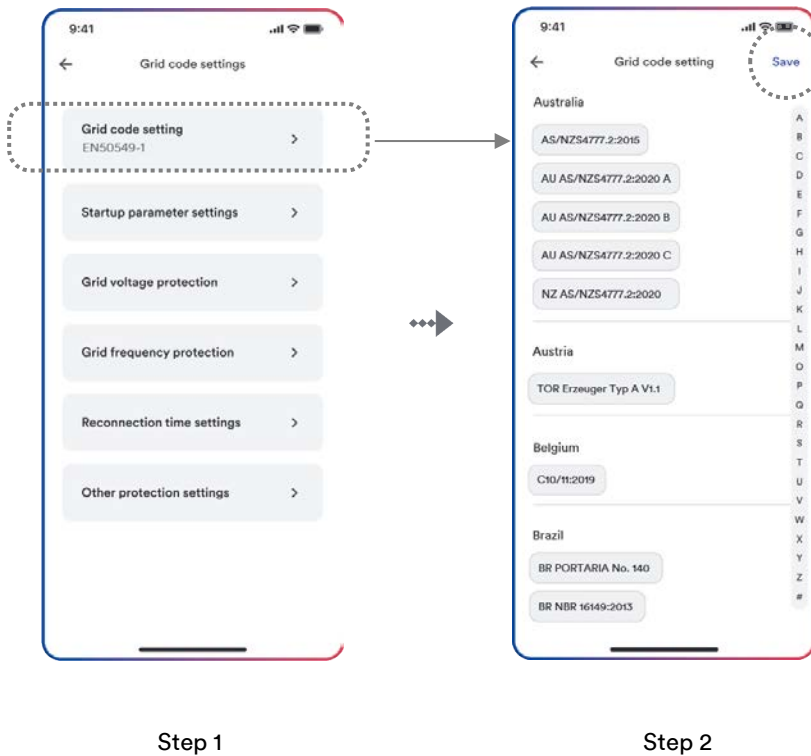 9:41
Grid code settings
Grid code setting
EN50549-1
Startup parameter settings
Grid voltage protection
Grid frequency protection
Reconnection time settings
Other protection settings
Step 1
9:41
Grid code setting
Save
Australia
AS/NZS4777.2:2015
AU AS/NZS4777.2:2020 A
AU AS/NZS4777.2:2020 B
AU AS/NZS4777.2:2020 C
NZ AS/NZS4777.2:2020
Austria
TOR Erzeuger Typ A V1.1
Belgium
C10/11:2019
Brazil
BR PORTARIA No. 140
BR NBR 16149:2013
A
B
C
D
E
F
G
H
I
J
K
L
M
O
P
Q
R
S
T
U
V
W
X
Y
Z
#
Step 2